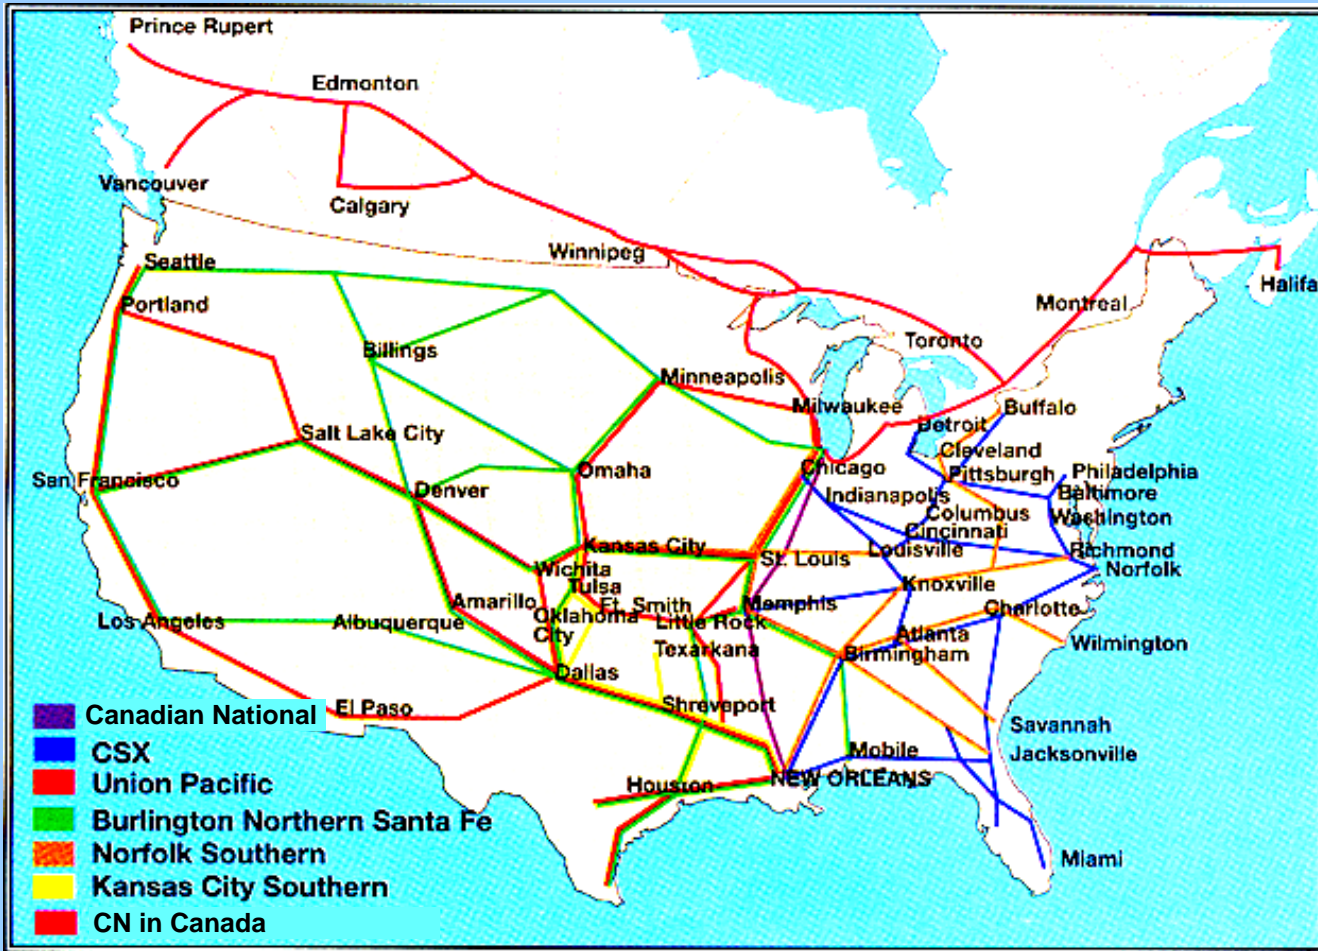 Prince Rupert
Edmonton
Vancouver
Calgary
Winnipeg
Seattle
Halifa
Portland
Montreal
Toronto
Billings
Minneapolis
Milwaukee
Buffalo
Detroit
Salt Lake City
Cleveland
Omaha
Chicago
Pittsburgh
Philadelphia
San Francisco
Denver
Indianapolis
Baltimore
Columbus
Washington
Cincinnati
Kansas City
St. Louis
Louisville
Richmond
Wichita
Norfolk
Tulsa
Knoxville
Amarillo
Ft. Smith
Memphis
Charlotte
Los Angeles
Albuquerque
Oklahoma
City
Little Rock
Atlanta
Wilmington
Texarkana
Birmingham
Dallas
El Paso
Shreveport
Savannah
Mobile
Jacksonville
Houston
NEW ORLEANS
Miami
Canadian National
CSX
Union Pacific
Burlington Northern Santa Fe
Norfolk Southern
Kansas City Southern
CN in Canada